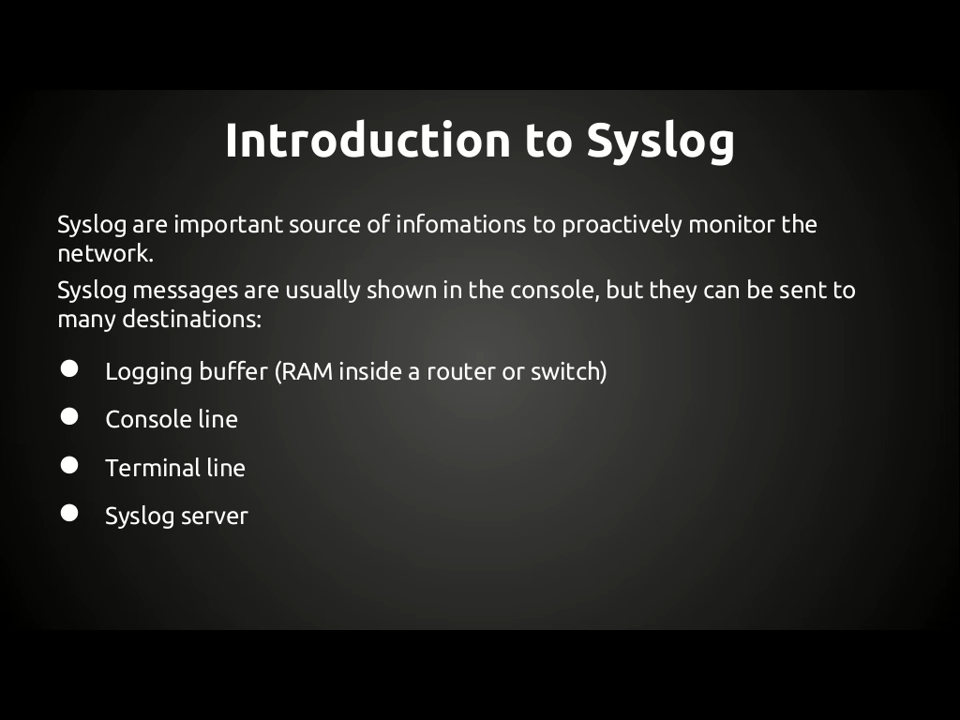 Introduction to Syslog
Syslog are important source of infomations to proactively monitor the
network.
Syslog messages are usually shown in the console, but they can be sent to
many destinations:
● Logging buffer (RAM inside a router or switch)
● Console line
● Terminal line
● Syslog server